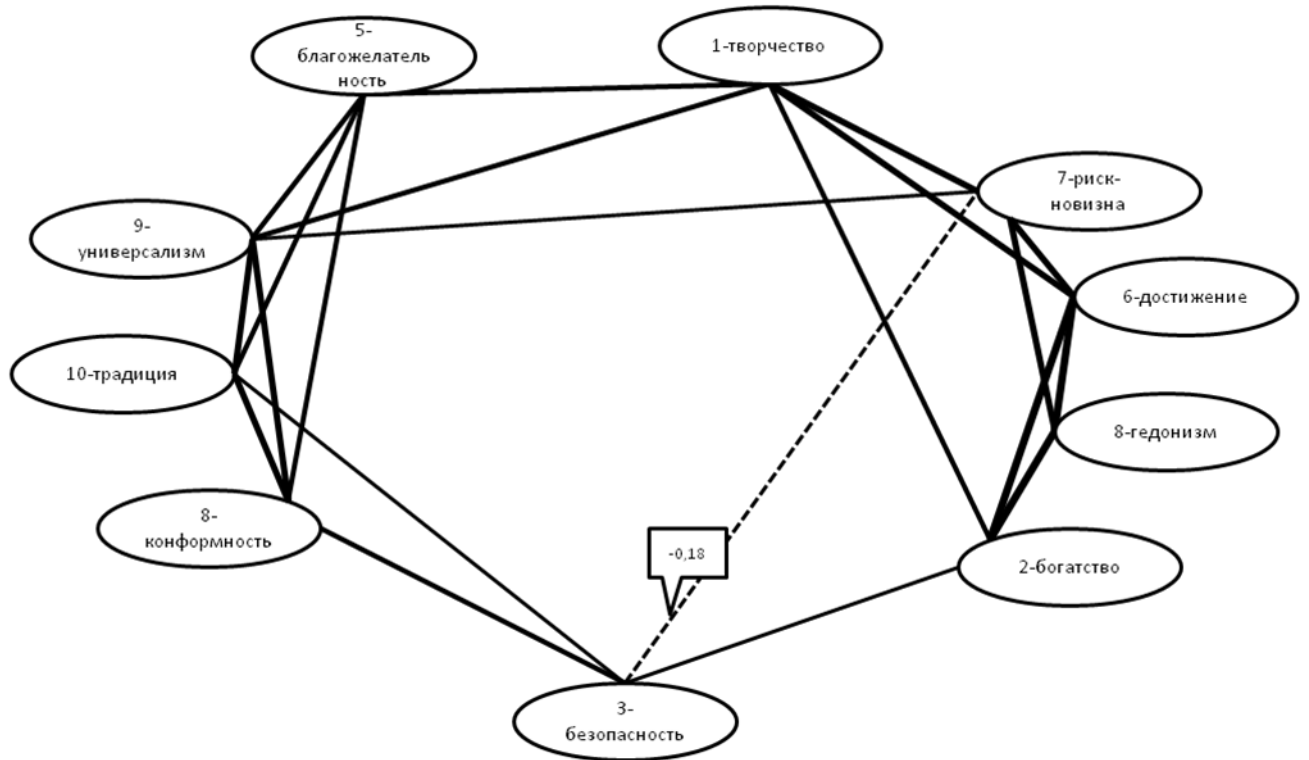 5-
благожелатель
ность
1-творчество
7-риск-
новизна
9-
универсализм
6-достижение
10-традиция
8-гедонизм
8-
конформность
-0,18
2-богатство
3-
безопасность